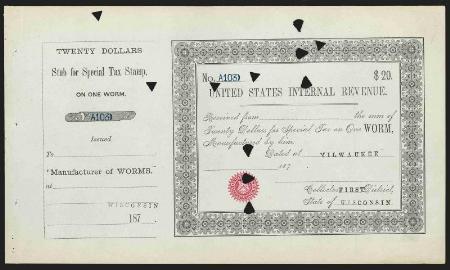 TWENTY DOLLARS
Stub for Special Tax Stamp,
ON ONE WORM.
A1030
Issued
To
Manufacturer of WORMS.
at
WISCONSIN
187
No. A1030 $20.
UNITED STATES INTERNAL REVENUE.
Received from the sum of
Twenty Dollars for Special Tax on One WORM,
Manufactured by him.
Dated at MILWAUKEE
187
Collector FIRST District,
State of WISCONSIN.